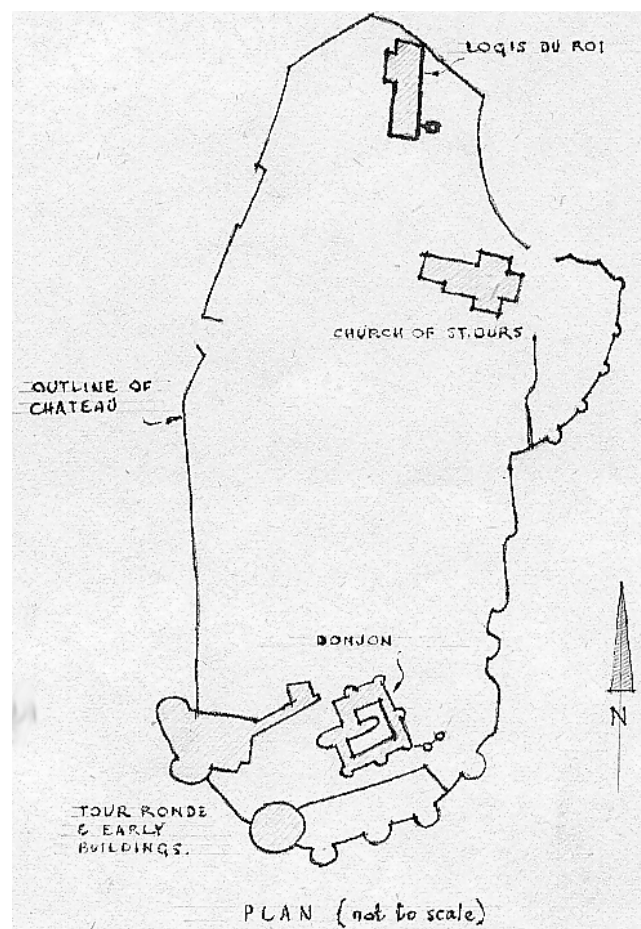 LOGIS DU ROI
CHURCH OF ST. OURS
OUTLINE OF
CHATEAU
DONJON
N
TOUR RONDE
& EARLY
BUILDINGS.
PLAN (not to scale)